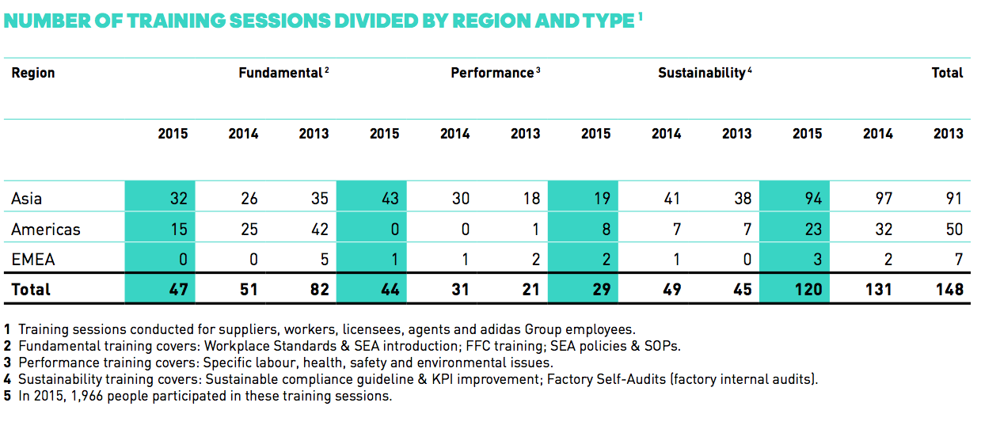 NUMBER OF TRAINING SESSIONS DIVIDED BY REGION AND TYPE 1
Region Fundamental 2 Performance 3 Sustainability 4 Total
2015 2014 2013 2015 2014 2013 2015 2014 2013 2015 2014 2013
Asia 32 26 35 43 30 18 19 41 38 94 97 91
Americas 15 25 42 0 0 1 8 7 7 23 32 50
EMEA 0 0 5 1 1 2 2 1 0 3 2 7
Total 47 51 82 44 31 21 29 49 45 120 131 148
1 Training sessions conducted for suppliers, workers, licensees, agents and adidas Group employees.
2 Fundamental training covers: Workplace Standards & SEA introduction; FFC training; SEA policies & SOPs.
3 Performance training covers: Specific labour, health, safety and environmental issues.
4 Sustainability training covers: Sustainable compliance guideline & KPI improvement; Factory Self-Audits (factory internal audits).
5 In 2015, 1,966 people participated in these training sessions.